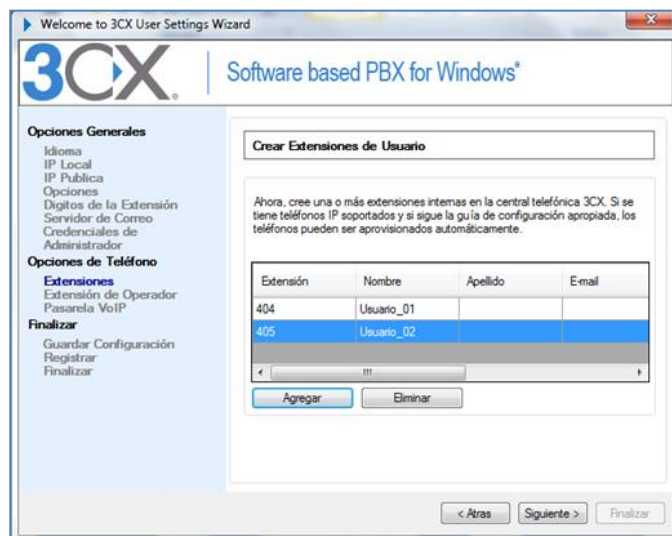 Welcome to 3CX User Settings Wizard
3CX®
Software based PBX for Windows®
Opciones Generales
Idioma
IP Local
IP Publica
Opciones
Digitos de la Extensión
Servidor de Correo
Credenciales de
Administrador
Opciones de Teléfono
Extensiones
Extensión de Operador
Pasarela VoIP
Finalizar
Guardar Configuración
Registrar
Finalizar
Crear Extensiones de Usuario
Ahora, cree una o más extensiones internas en la central telefónica 3CX. Si se
tiene teléfonos IP soportados y si sigue la guía de configuración apropiada, los
teléfonos pueden ser aprovisionados automáticamente.
Extensión Nombre Apellido E-mail
404 Usuario_01
405 Usuario_02
Agregar Eliminar
< Atras Siguiente > Finalizar